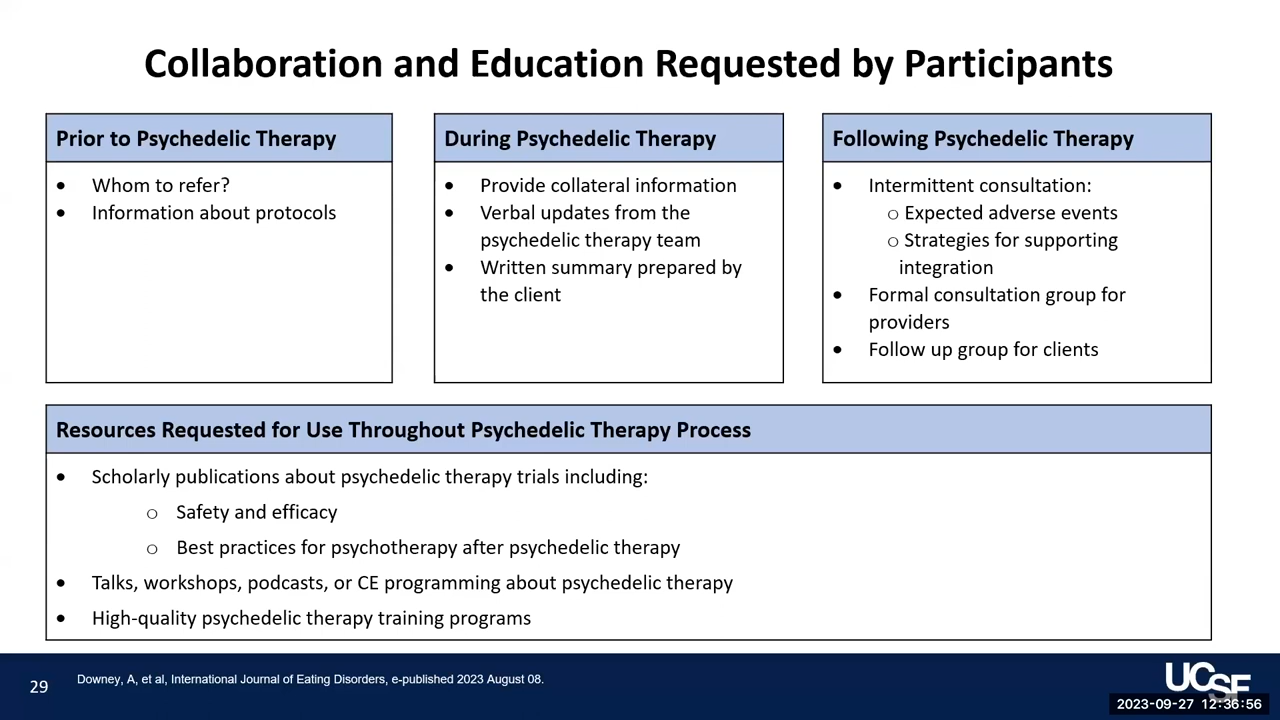 Collaboration and Education Requested by Participants
Prior to Psychedelic Therapy
• Whom to refer?
• Information about protocols
During Psychedelic Therapy
• Provide collateral information
• Verbal updates from the
psychedelic therapy team
• Written summary prepared by
the client
Following Psychedelic Therapy
• Intermittent consultation:
o Expected adverse events
o Strategies for supporting
integration
• Formal consultation group for
providers
• Follow up group for clients
Resources Requested for Use Throughout Psychedelic Therapy Process
• Scholarly publications about psychedelic therapy trials including:
o Safety and efficacy
o Best practices for psychotherapy after psychedelic therapy
• Talks, workshops, podcasts, or CE programming about psychedelic therapy
• High-quality psychedelic therapy training programs
29
Downey, A, et al, International Journal of Eating Disorders, e-published 2023 August 08.
UCSF
2023-09-27 12:36:56